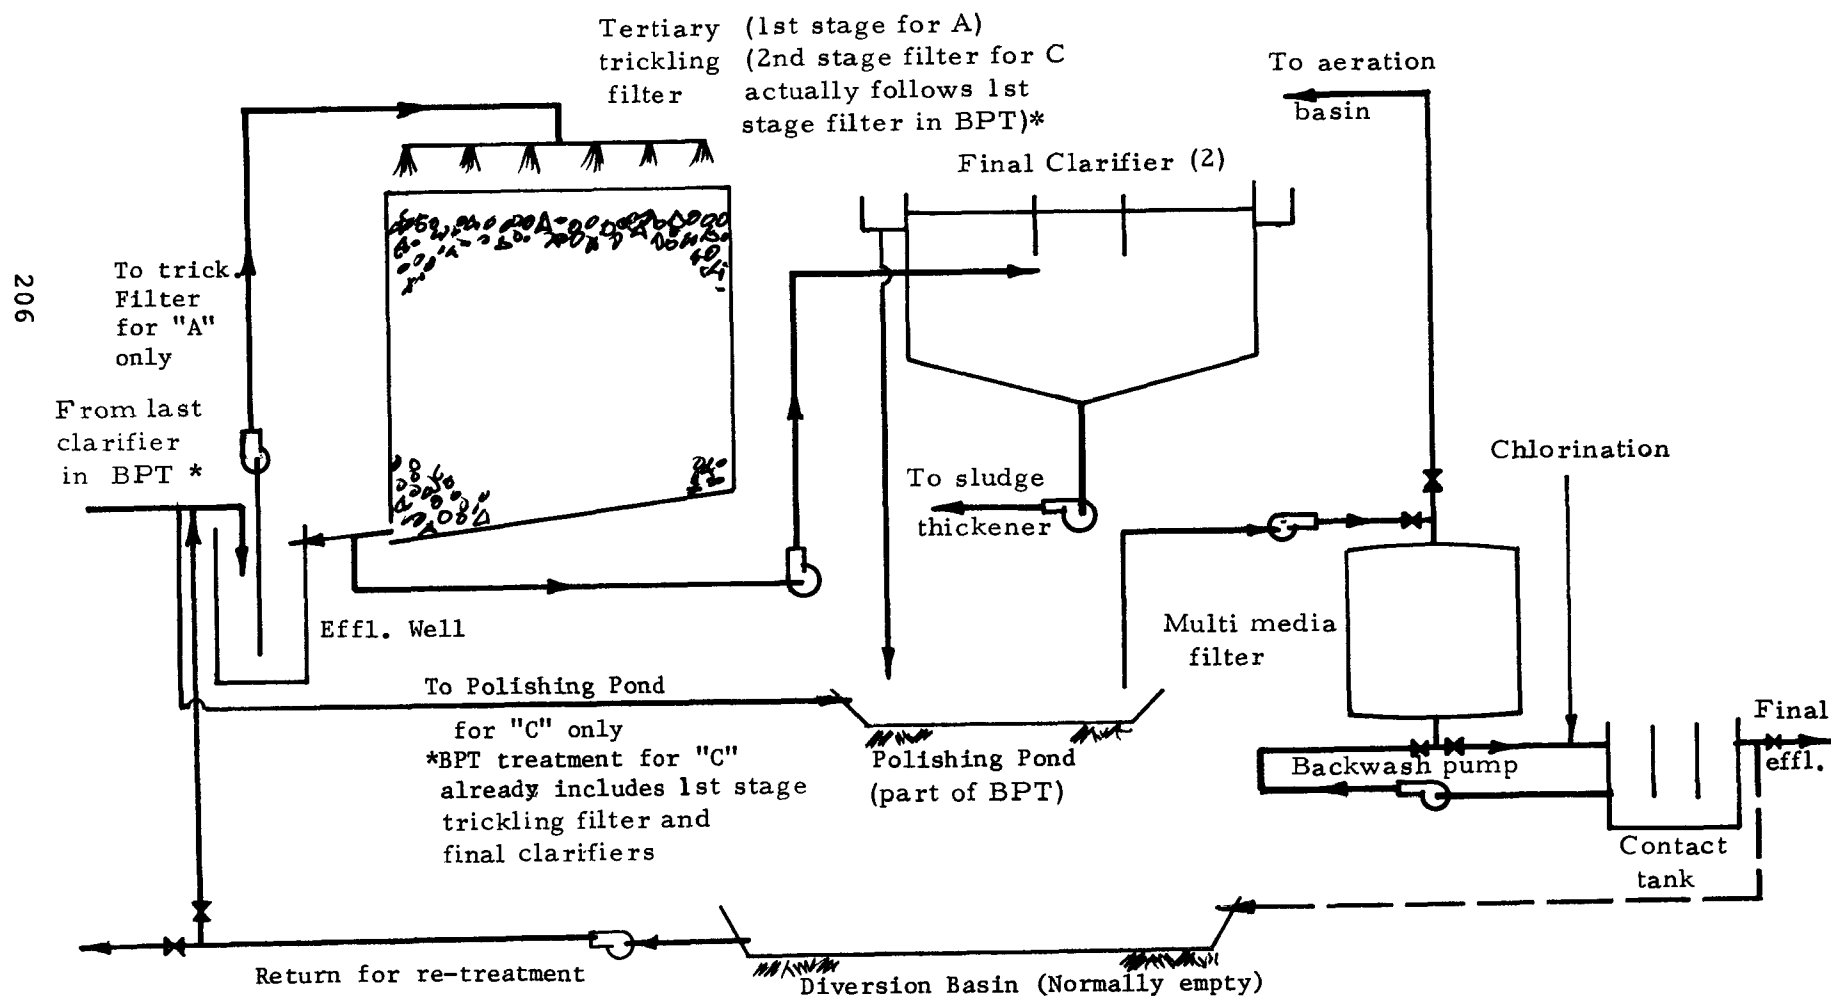 Tertiary (1st stage for A)
trickling (2nd stage filter for C
filter actually follows 1st
stage filter in BPT)*
To aeration
basin
Final Clarifier (2)
206
To trick.
Filter
for "A"
only
From last
clarifier
in BPT *
Chlorination
To sludge
thickener
Effl. Well
Multi media
filter
To Polishing Pond
for "C" only
*BPT treatment for "C"
already includes 1st stage
trickling filter and
final clarifiers
Polishing Pond
(part of BPT)
Backwash pump
Final
effl.
Contact
tank
Return for re-treatment
Diversion Basin (Normally empty)